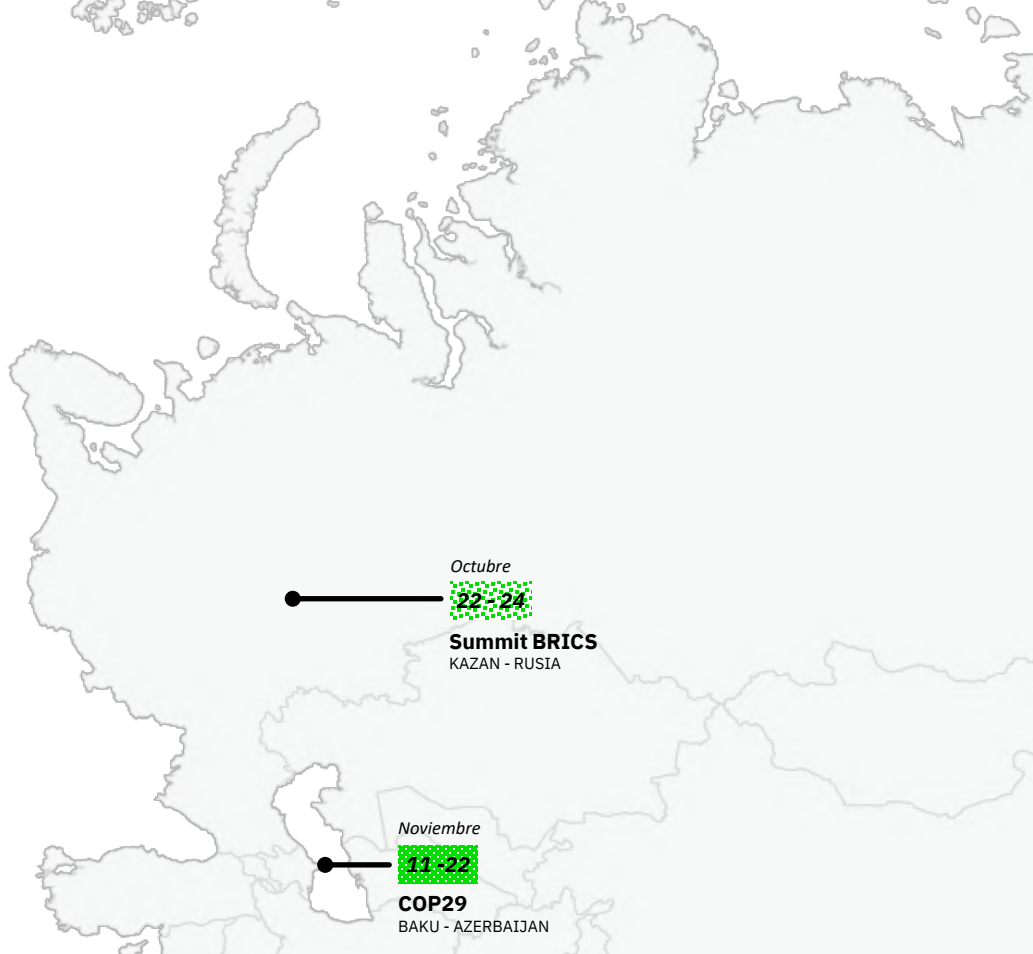 Octubre
22 - 24
Summit BRICS
KAZAN - RUSIA
Noviembre
11 -22
COP29
BAKU - AZERBAIJAN